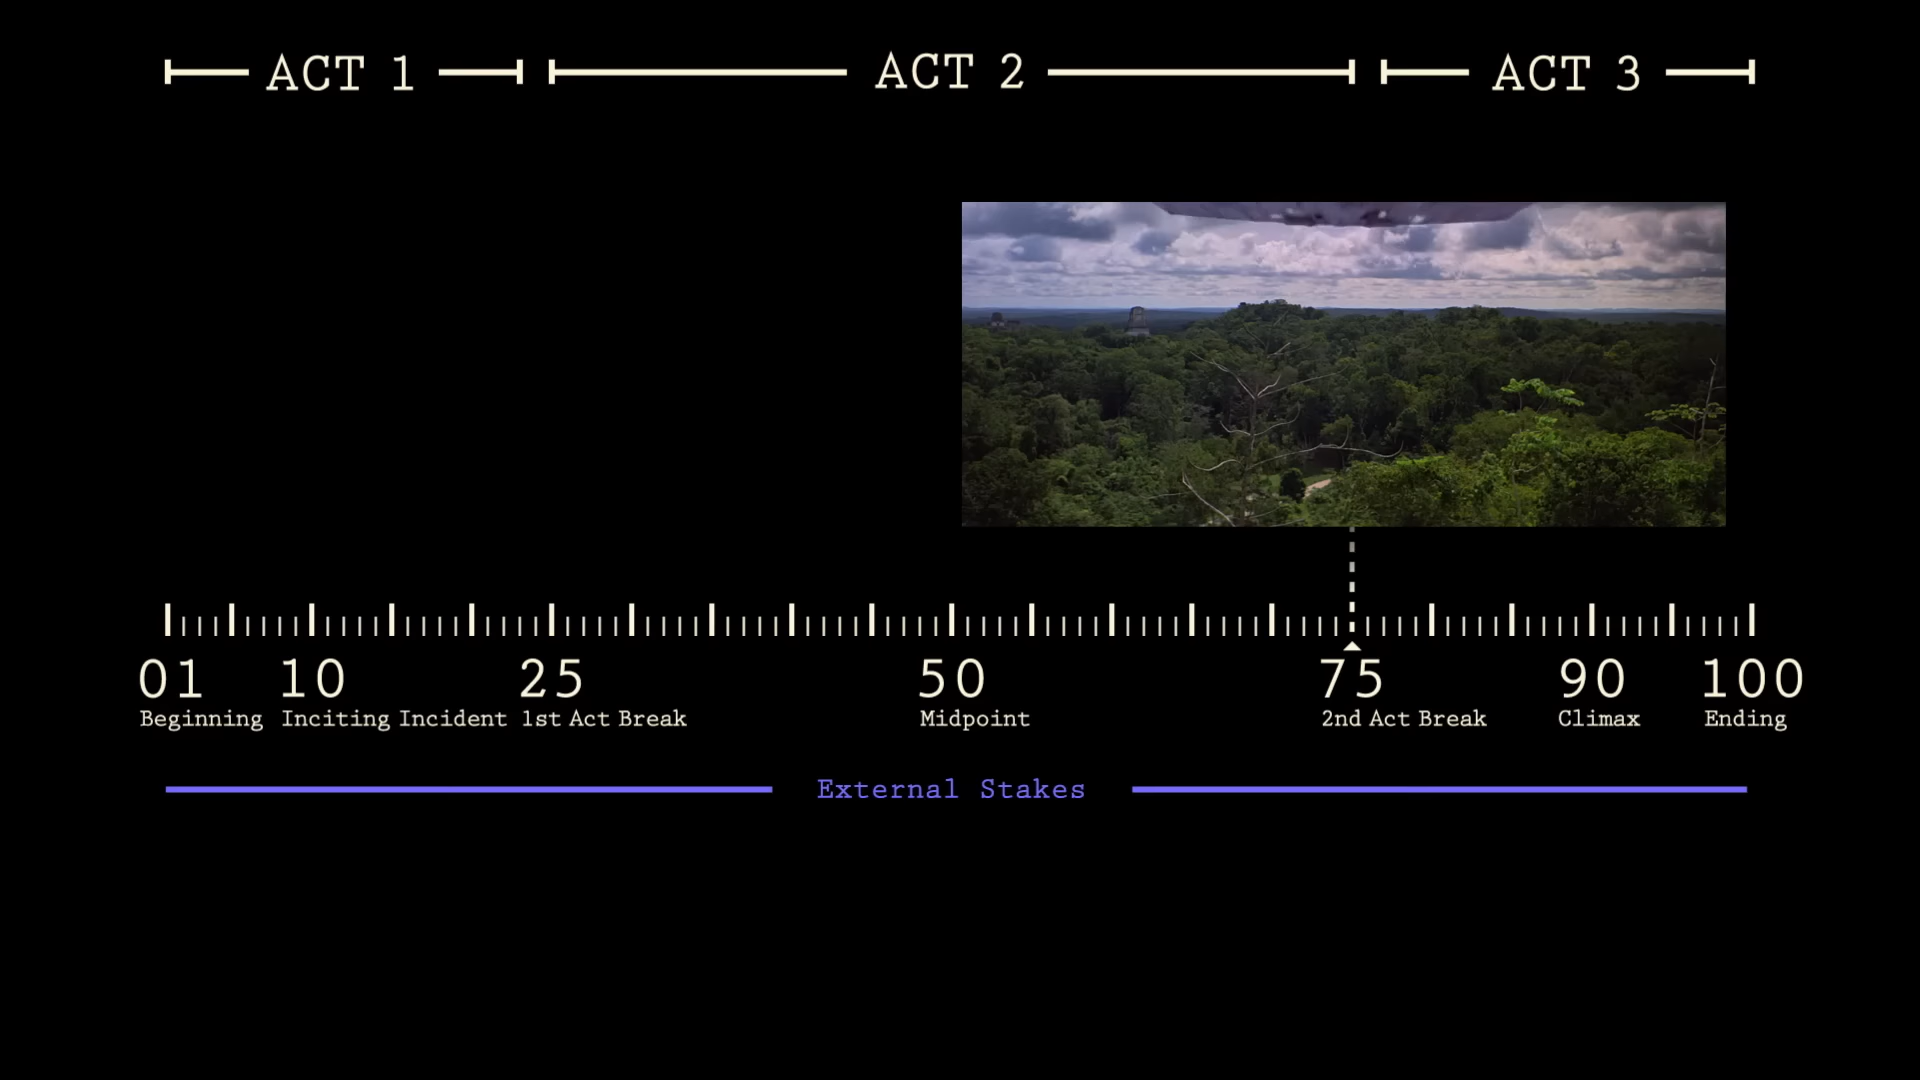 ACT 1 ACT 2 ACT 3
01 10 25 50 75 90 100
Beginning Inciting Incident 1st Act Break Midpoint 2nd Act Break Climax Ending
External Stakes